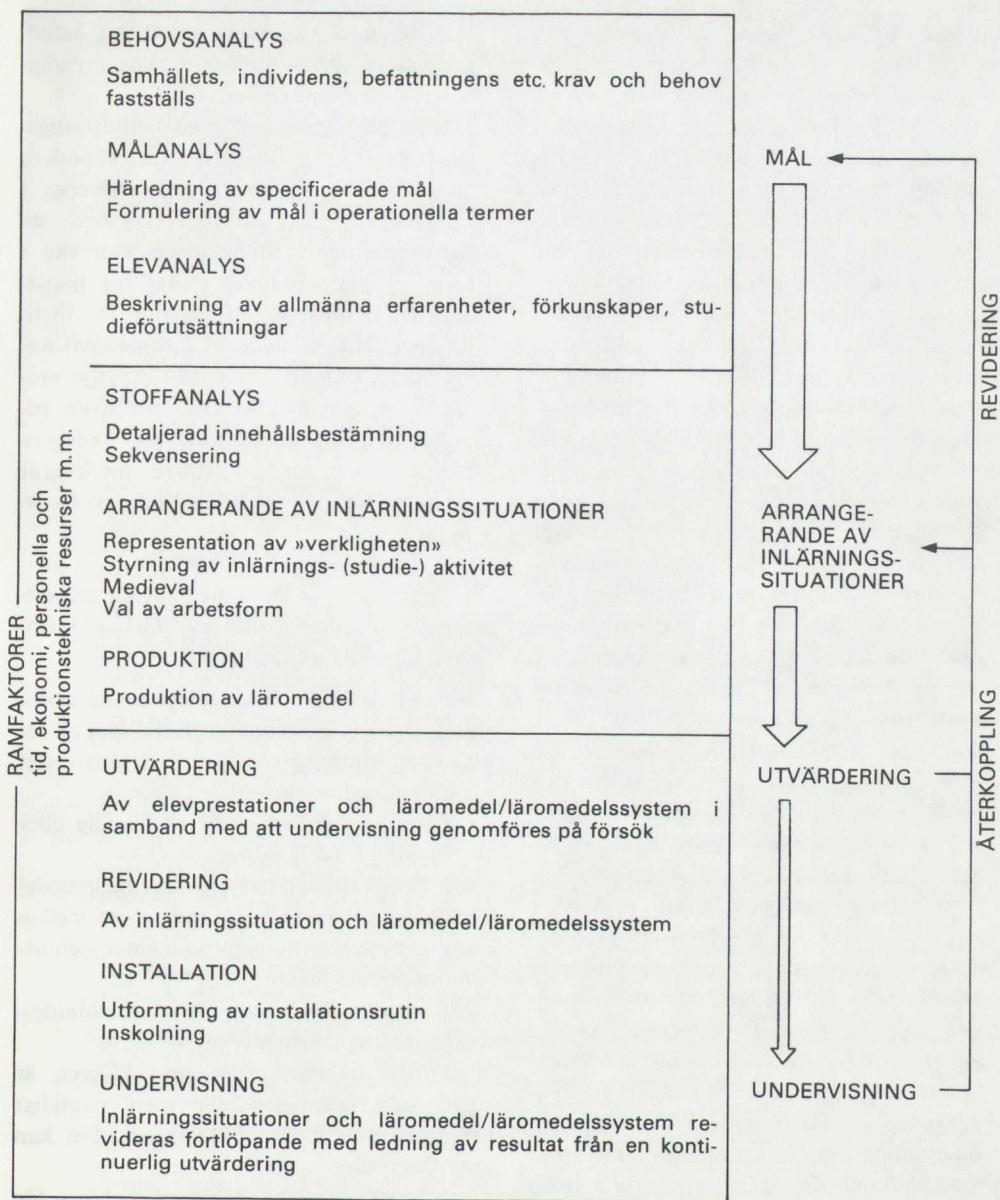 BEHOVSANALYS
Samhällets, individens, befattningens etc. krav och behov
fastställs
MÅLANALYS
Härledning av specificerade mål
Formulering av mål i operationella termer
ELEVANALYS
Beskrivning av allmänna erfarenheter, förkunskaper, stu-
dieförutsättningar
STOFFANALYS
Detaljerad innehållsbestämning
Sekvensering
ARRANGERANDE AV INLÄRNINGSSITUATIONER
Representation av »verkligheten»
Styrning av inlärnings- (studie-) aktivitet
Medieval
Val av arbetsform
PRODUKTION
Produktion av läromedel
UTVÄRDERING
Av elevprestationer och läromedel/läromedelssystem i
samband med att undervisning genomföres på försök
REVIDERING
Av inlärningssituation och läromedel/läromedelssystem
INSTALLATION
Utformning av installationsrutin
Inskolning
UNDERVISNING
Inlärningssituationer och läromedel/läromedelssystem re-
videras fortlöpande med ledning av resultat från en konti-
nuerlig utvärdering
RAMFAKTORER
tid, ekonomi, personella och
produktionstekniska resurser m.m.
MÅL
ARRANGE-
RANDE AV
INLÄRNINGS-
SITUATIONER
UTVÄRDERING
UNDERVISNING
REVIDERING
ÅTERKOPPLING